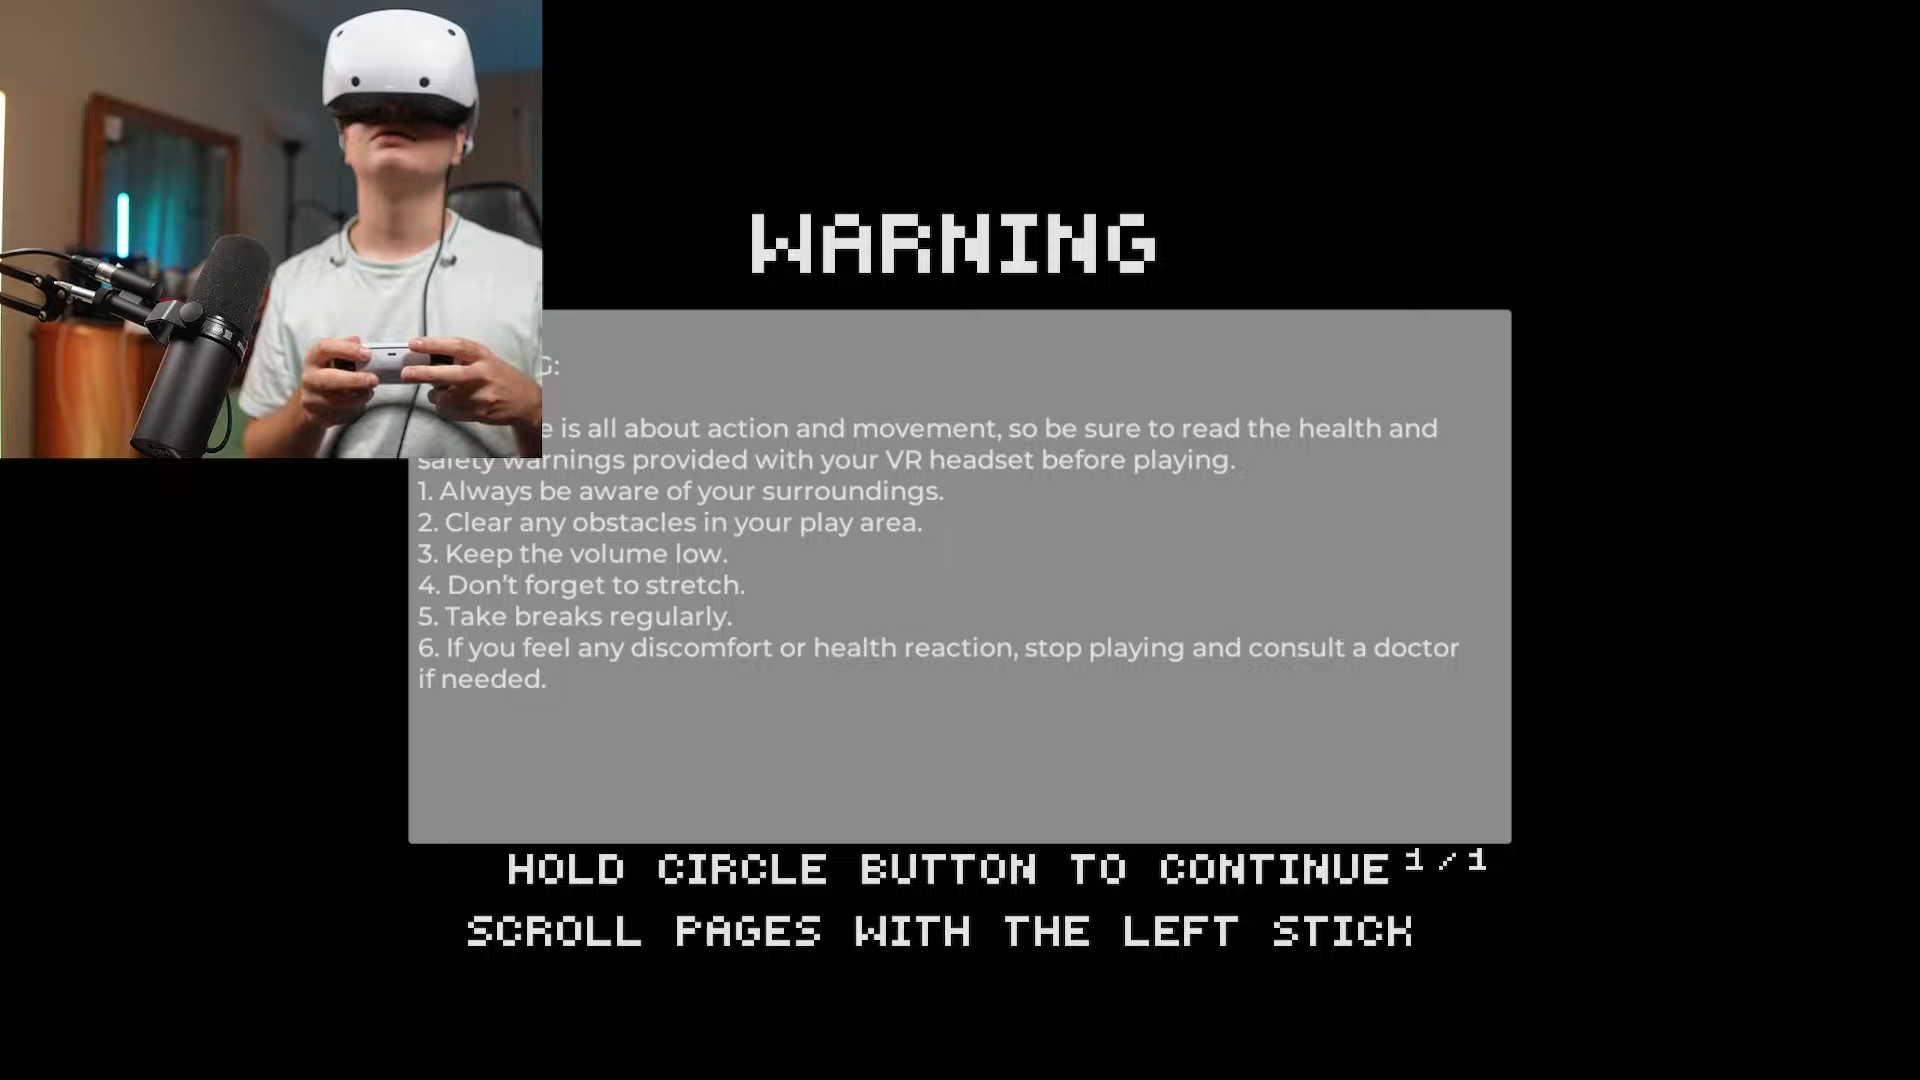 WARNING
G:
e is all about action and movement, so be sure to read the health and
safety warnings provided with your VR headset before playing.
1. Always be aware of your surroundings.
2. Clear any obstacles in your play area.
3. Keep the volume low.
4. Don't forget to stretch.
5. Take breaks regularly.
6. If you feel any discomfort or health reaction, stop playing and consult a doctor
if needed.
HOLD CIRCLE BUTTON TO CONTINUE 1/1
SCROLL PAGES WITH THE LEFT STICK